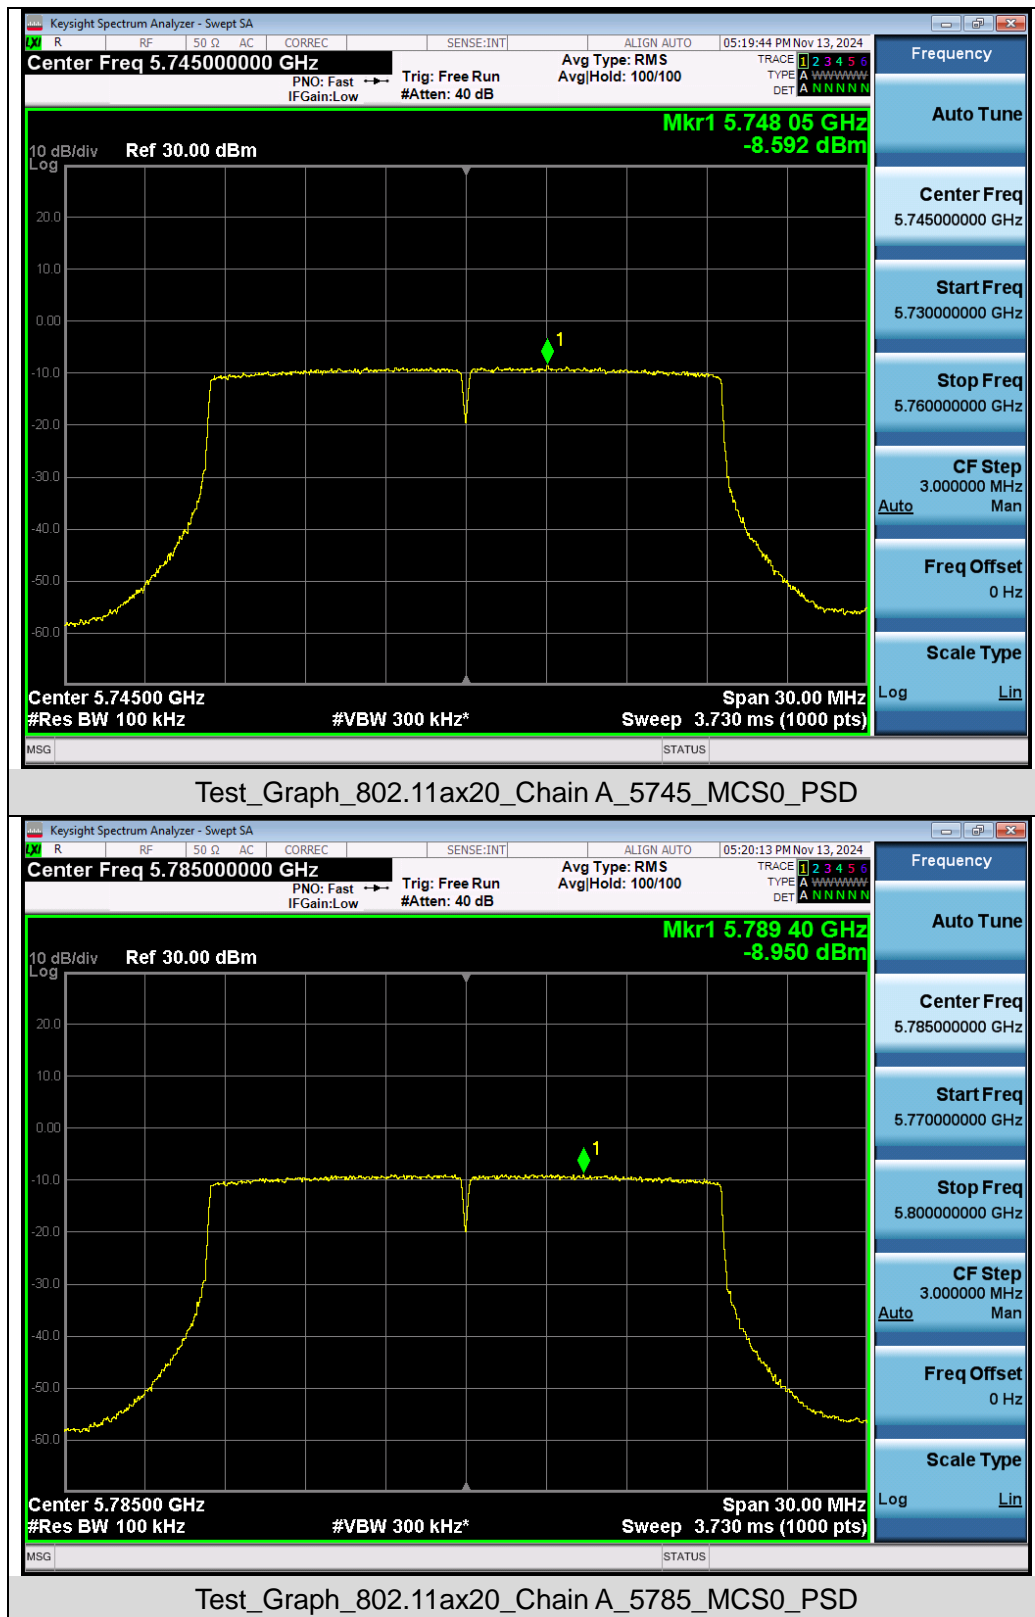 Keysight Spectrum Analyzer - Swept SA
LXI R RF 50 Ω AC CORREC SENSE:INT ALIGN AUTO 05:19:44 PM Nov 13, 2024
Center Freq 5.745000000 GHz
PNO: Fast
IFGain:Low
Trig: Free Run
#Atten: 40 dB
Avg Type: RMS
Avg|Hold: 100/100
TRACE 1 2 3 4 5 6
TYPE A WWWWW
DET A N N N N N
Mkr1 5.748 05 GHz
-8.592 dBm
10 dB/div Ref 30.00 dBm
Log
20.0
10.0
0.00
-10.0
-20.0
-30.0
-40.0
-50.0
-60.0
1
Center 5.74500 GHz Span 30.00 MHz
#Res BW 100 kHz #VBW 300 kHz* Sweep 3.730 ms (1000 pts)
MSG STATUS
Frequency
Auto Tune
Center Freq
5.745000000 GHz
Start Freq
5.730000000 GHz
Stop Freq
5.760000000 GHz
CF Step
3.000000 MHz
Auto Man
Freq Offset
0 Hz
Scale Type
Log Lin
Test_Graph_802.11ax20_Chain A_5745_MCS0_PSD
Keysight Spectrum Analyzer - Swept SA
LXI R RF 50 Ω AC CORREC SENSE:INT ALIGN AUTO 05:20:13 PM Nov 13, 2024
Center Freq 5.785000000 GHz
PNO: Fast
IFGain:Low
Trig: Free Run
#Atten: 40 dB
Avg Type: RMS
Avg|Hold: 100/100
TRACE 1 2 3 4 5 6
TYPE A WWWWW
DET A N N N N N
Mkr1 5.789 40 GHz
-8.950 dBm
10 dB/div Ref 30.00 dBm
Log
20.0
10.0
0.00
-10.0
-20.0
-30.0
-40.0
-50.0
-60.0
1
Center 5.78500 GHz Span 30.00 MHz
#Res BW 100 kHz #VBW 300 kHz* Sweep 3.730 ms (1000 pts)
MSG STATUS
Frequency
Auto Tune
Center Freq
5.785000000 GHz
Start Freq
5.770000000 GHz
Stop Freq
5.800000000 GHz
CF Step
3.000000 MHz
Auto Man
Freq Offset
0 Hz
Scale Type
Log Lin
Test_Graph_802.11ax20_Chain A_5785_MCS0_PSD